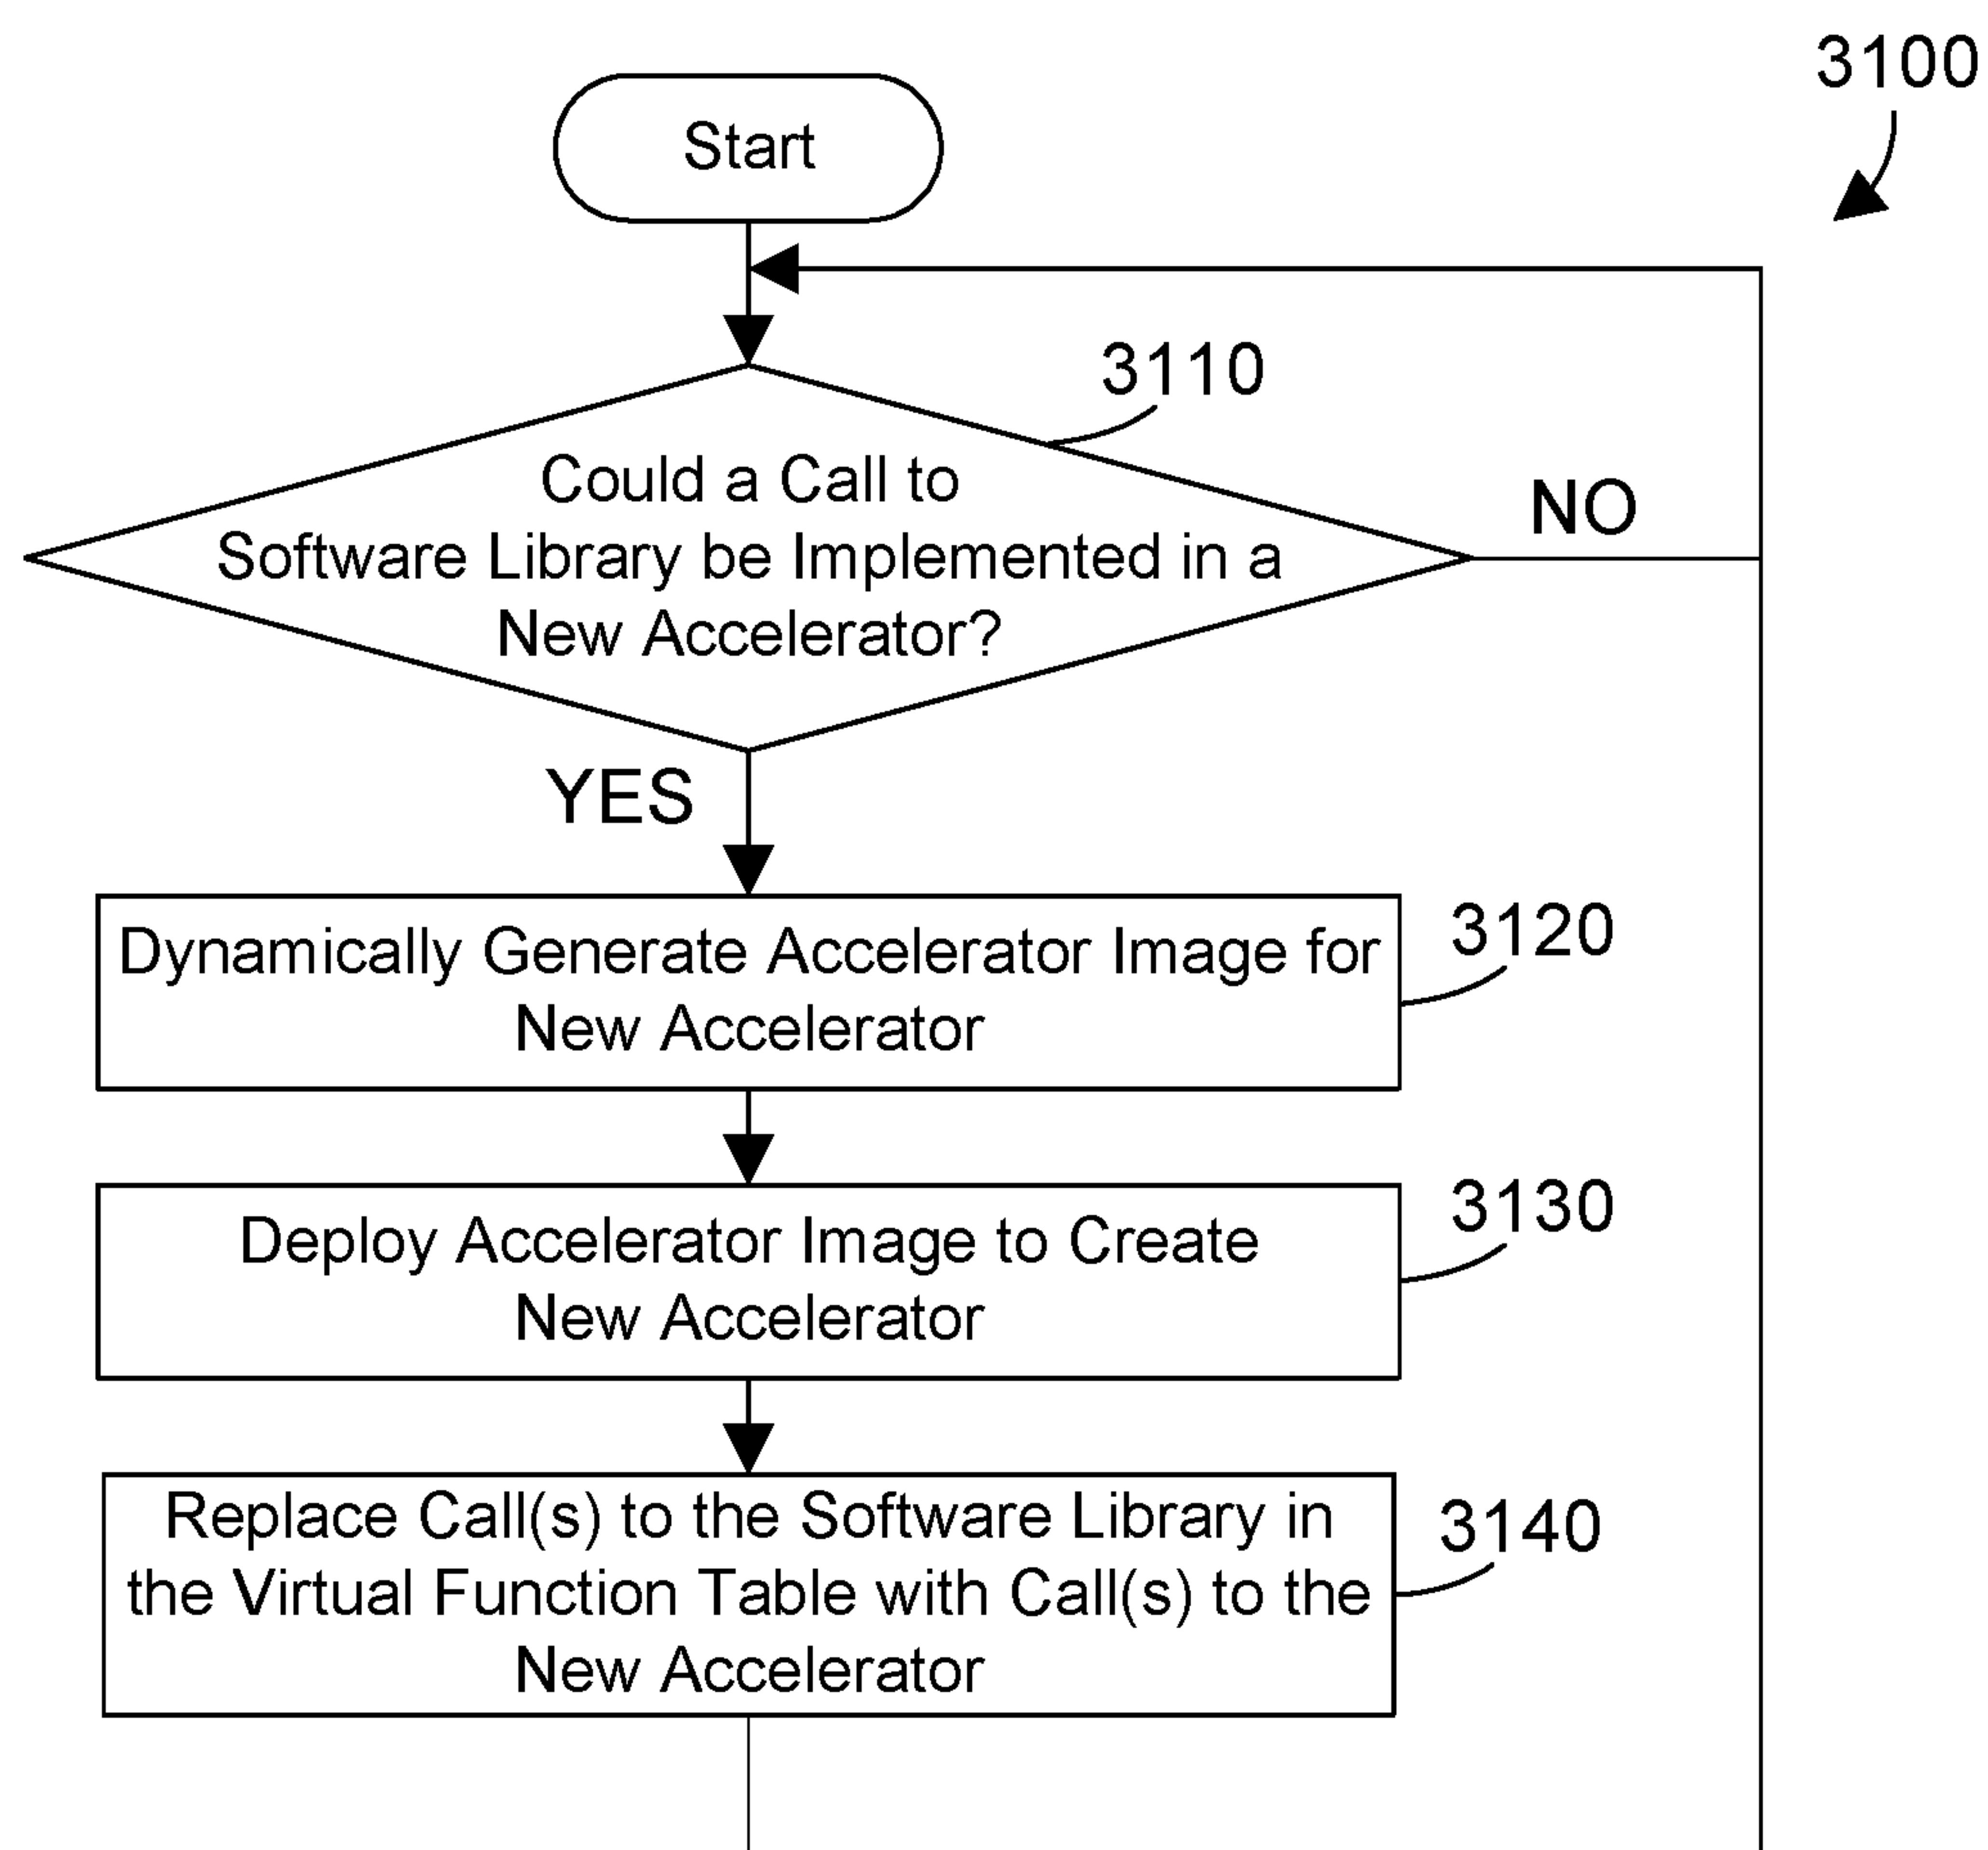 3100
Start
3110
Could a Call to
Software Library be Implemented in a
New Accelerator?
NO
YES
Dynamically Generate Accelerator Image for
New Accelerator
3120
Deploy Accelerator Image to Create
New Accelerator
3130
Replace Call(s) to the Software Library in
the Virtual Function Table with Call(s) to the
New Accelerator
3140